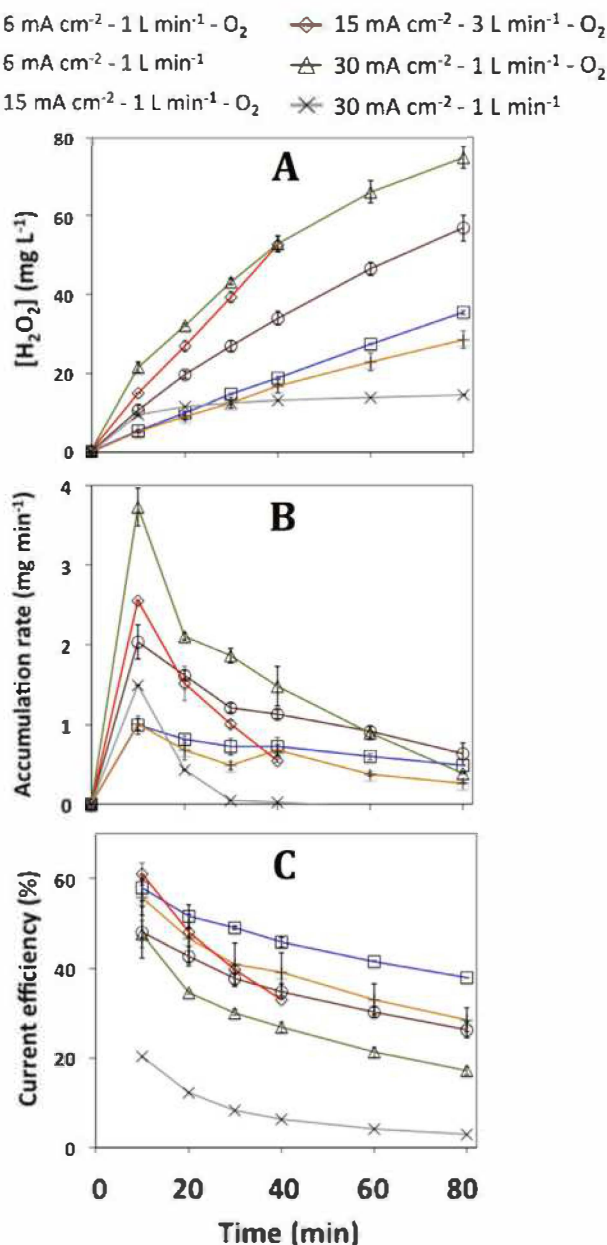 6 mA cm⁻² - 1 L min⁻¹ - O₂ 15 mA cm⁻² - 3 L min⁻¹ - O₂
6 mA cm⁻² - 1 L min⁻¹ 30 mA cm⁻² - 1 L min⁻¹ - O₂
15 mA cm⁻² - 1 L min⁻¹ - O₂ 30 mA cm⁻² - 1 L min⁻¹
A
80
60
40
20
0
[H₂O₂] (mg L⁻¹)
B
4
3
2
1
0
Accumulation rate (mg min⁻¹)
C
60
40
20
0
Current efficiency (%)
0 20 40 60 80
Time (min)